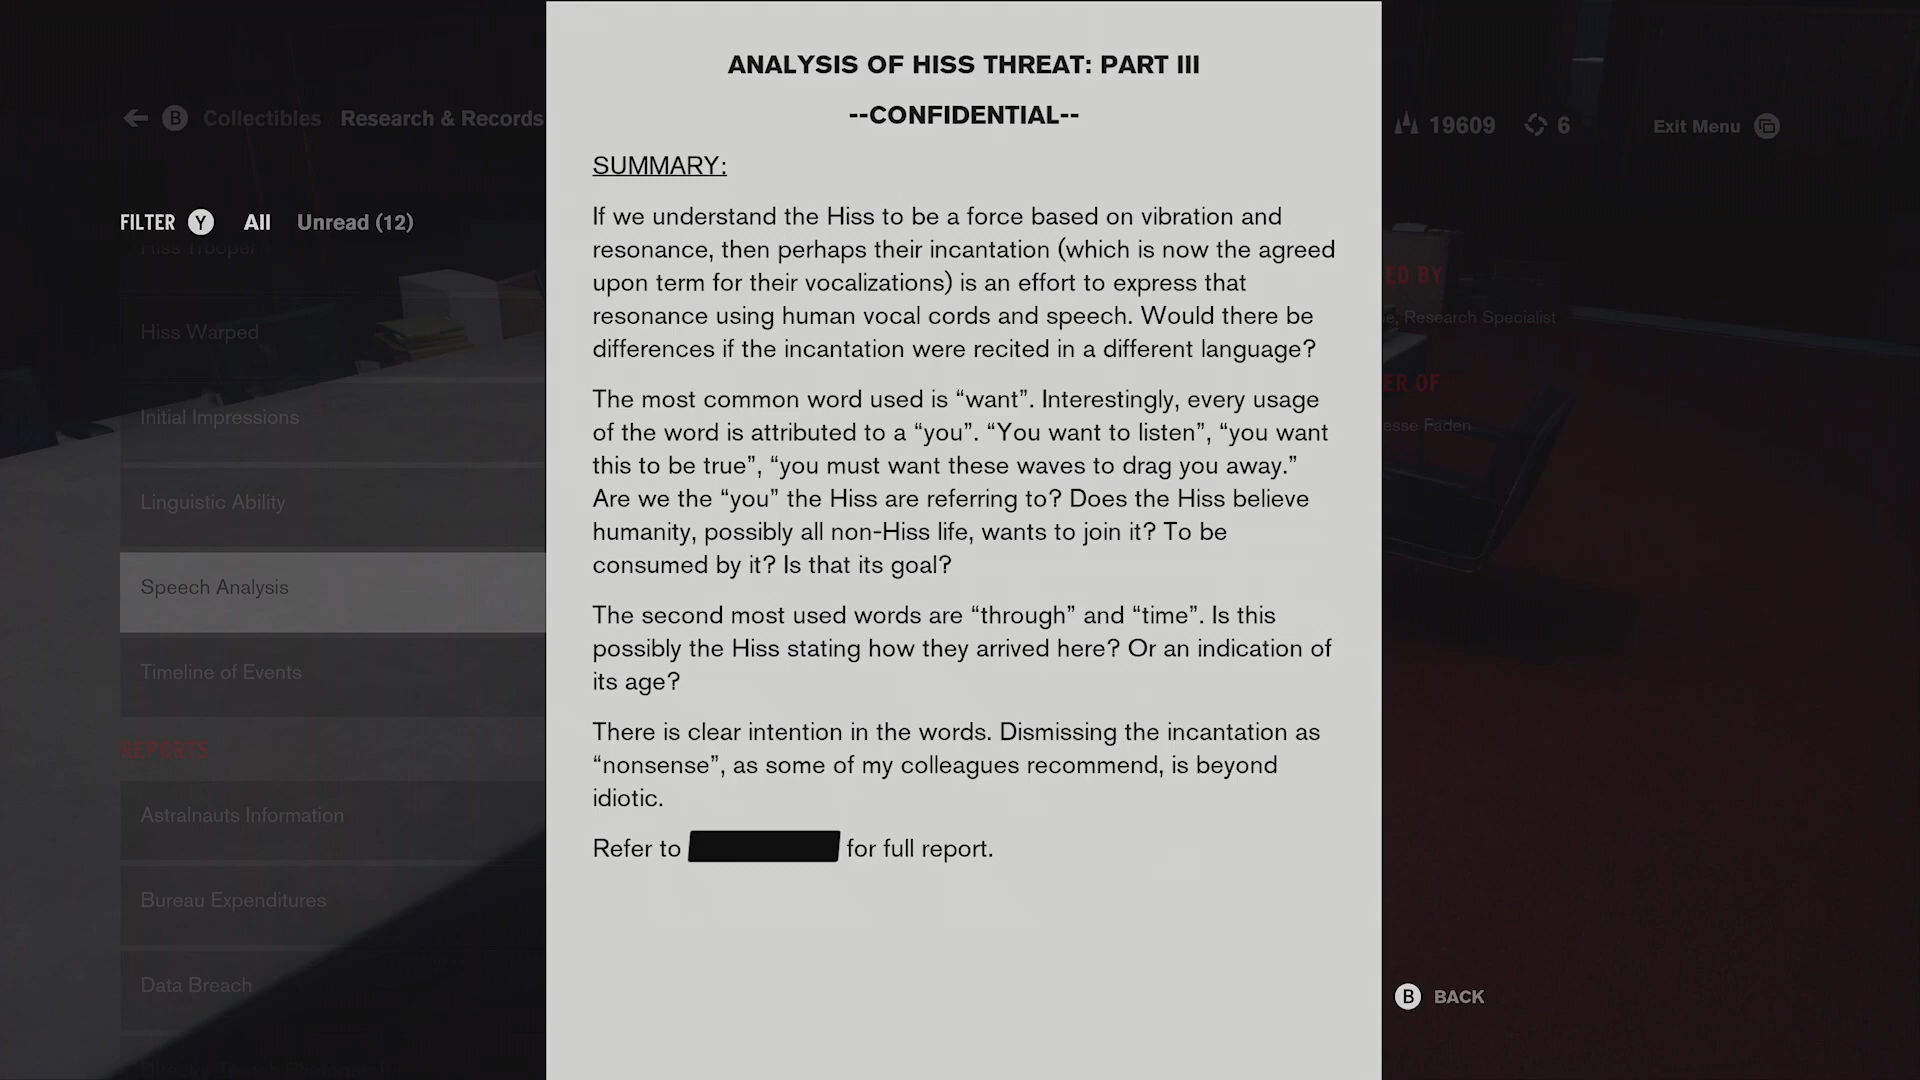 ANALYSIS OF HISS THREAT: PART III
--CONFIDENTIAL--
B Collectibles Research & Records
19609 6 Exit Menu
FILTER Y All Unread (12)
Hiss Trooper
Hiss Warped
Initial Impressions
Linguistic Ability
Speech Analysis
Timeline of Events
REPORTS
Astralnauts Information
Bureau Expenditures
Data Breach
SUMMARY:
If we understand the Hiss to be a force based on vibration and
resonance, then perhaps their incantation (which is now the agreed
upon term for their vocalizations) is an effort to express that
resonance using human vocal cords and speech. Would there be
differences if the incantation were recited in a different language?
The most common word used is “want”. Interestingly, every usage
of the word is attributed to a “you”. “You want to listen”, “you want
this to be true”, “you must want these waves to drag you away.”
Are we the “you” the Hiss are referring to? Does the Hiss believe
humanity, possibly all non-Hiss life, wants to join it? To be
consumed by it? Is that its goal?
The second most used words are “through” and “time”. Is this
possibly the Hiss stating how they arrived here? Or an indication of
its age?
There is clear intention in the words. Dismissing the incantation as
“nonsense”, as some of my colleagues recommend, is beyond
idiotic.
Refer to for full report.
ED BY
e, Research Specialist
ER OF
esse Faden
B BACK